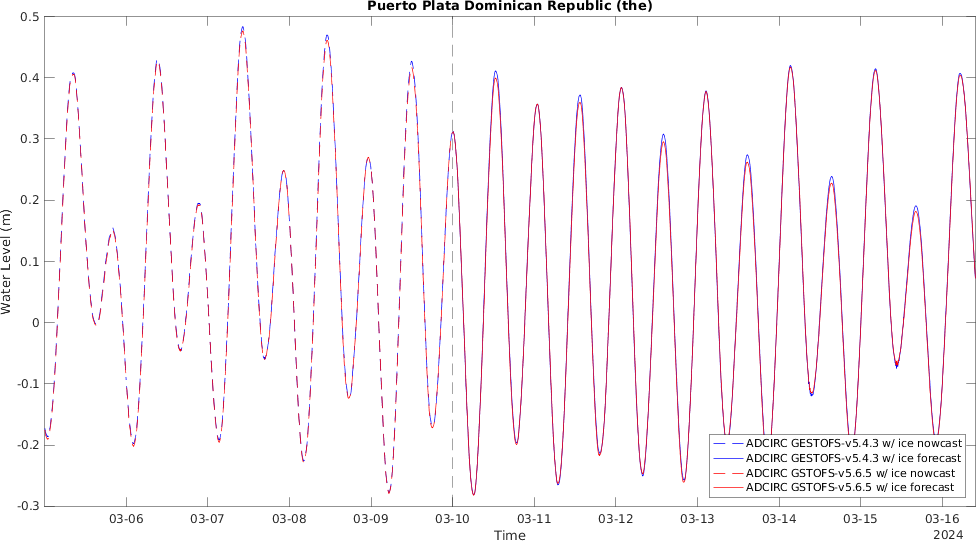 Puerto Plata Dominican Republic (the)
Water Level (m)
0.5
0.4
0.3
0.2
0.1
0
-0.1
-0.2
-0.3
ADCIRC GESTOFS-v5.4.3 w/ ice nowcast
ADCIRC GESTOFS-v5.4.3 w/ ice forecast
ADCIRC GSTOFS-v5.6.5 w/ ice nowcast
ADCIRC GSTOFS-v5.6.5 w/ ice forecast
03-06 03-07 03-08 03-09 03-10 03-11 03-12 03-13 03-14 03-15 03-16
Time
2024